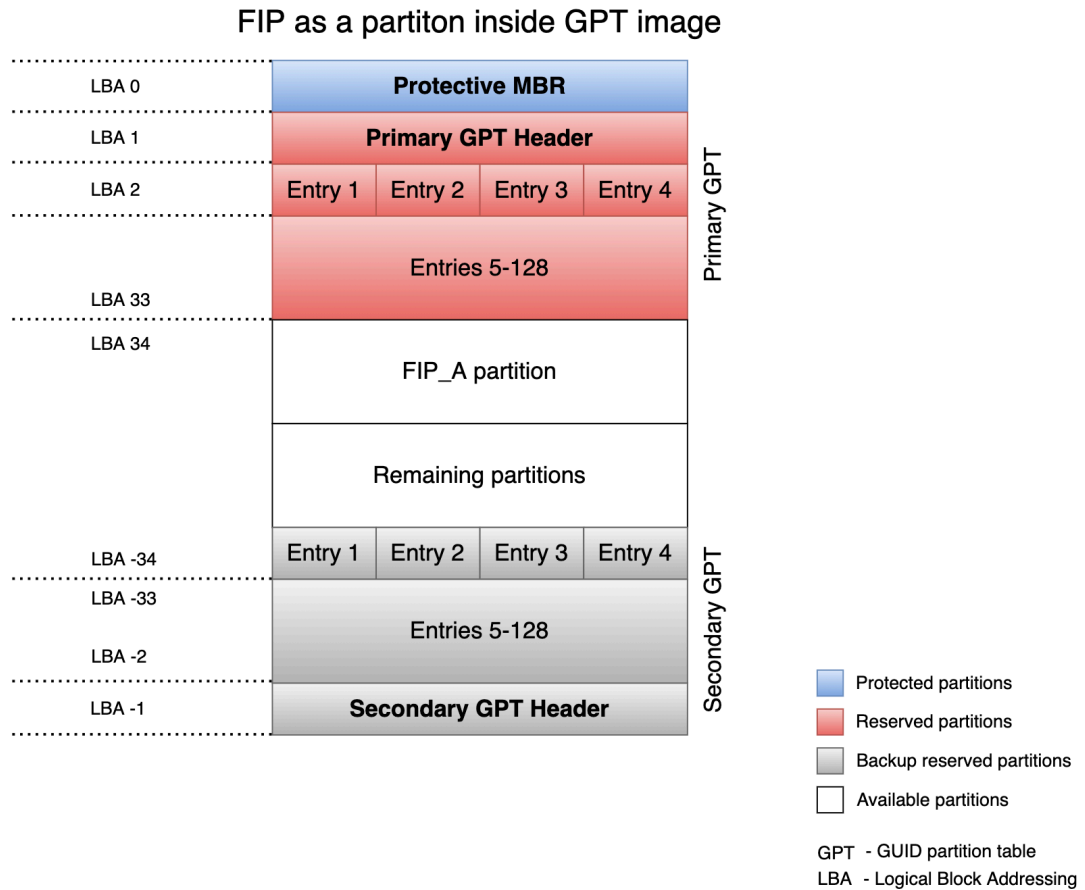 FIP as a partiton inside GPT image
LBA 0
Protective MBR
LBA 1
Primary GPT Header
LBA 2
Entry 1
Entry 2
Entry 3
Entry 4
Primary GPT
Entries 5-128
LBA 33
LBA 34
FIP_A partition
Remaining partitions
LBA -34
Entry 1
Entry 2
Entry 3
Entry 4
LBA -33
Entries 5-128
Secondary GPT
LBA -2
LBA -1
Secondary GPT Header
Protected partitions
Reserved partitions
Backup reserved partitions
Available partitions
GPT - GUID partition table
LBA - Logical Block Addressing